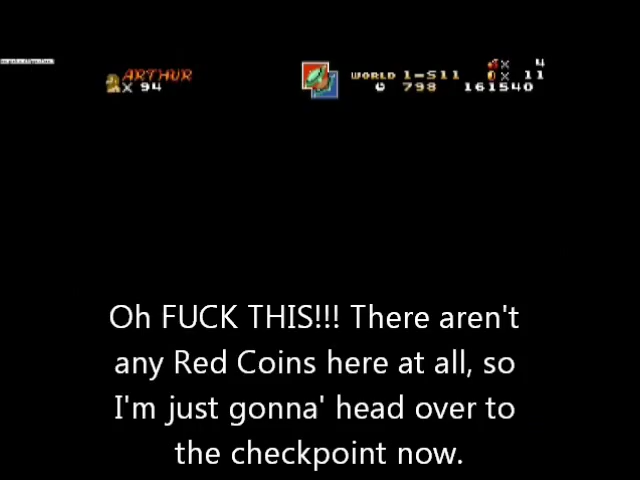 ARTHUR
x 94
WORLD 1-S11
798
x 4
x 11
161540
Oh FUCK THIS!!! There aren't
any Red Coins here at all, so
I'm just gonna' head over to
the checkpoint now.